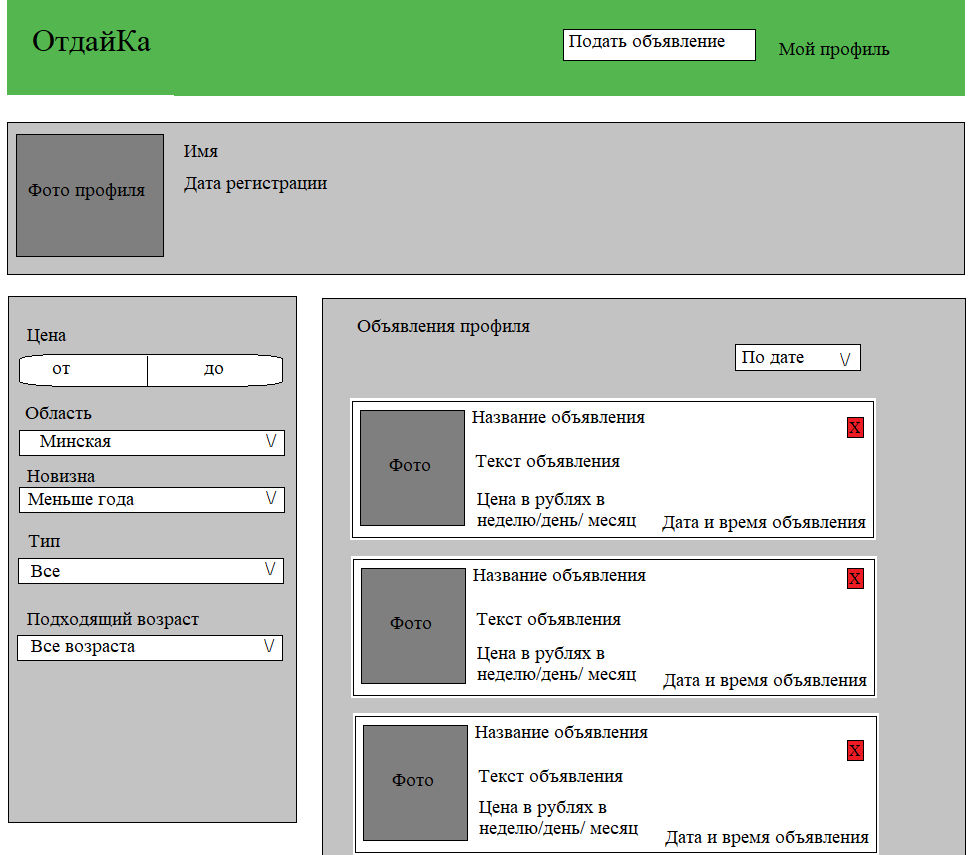 ОтдайКа
Подать объявление
Мой профиль
Фото профиля
Имя
Дата регистрации
Цена
от
до
Область
Минская \/
Новизна
Меньше года \/
Тип
Все \/
Подходящий возраст
Все возраста \/
Объявления профиля
По дате \/
Фото
Название объявления
X
Текст объявления
Цена в рублях в
неделю/день/ месяц
Дата и время объявления
Фото
Название объявления
X
Текст объявления
Цена в рублях в
неделю/день/ месяц
Дата и время объявления
Фото
Название объявления
X
Текст объявления
Цена в рублях в
неделю/день/ месяц
Дата и время объявления